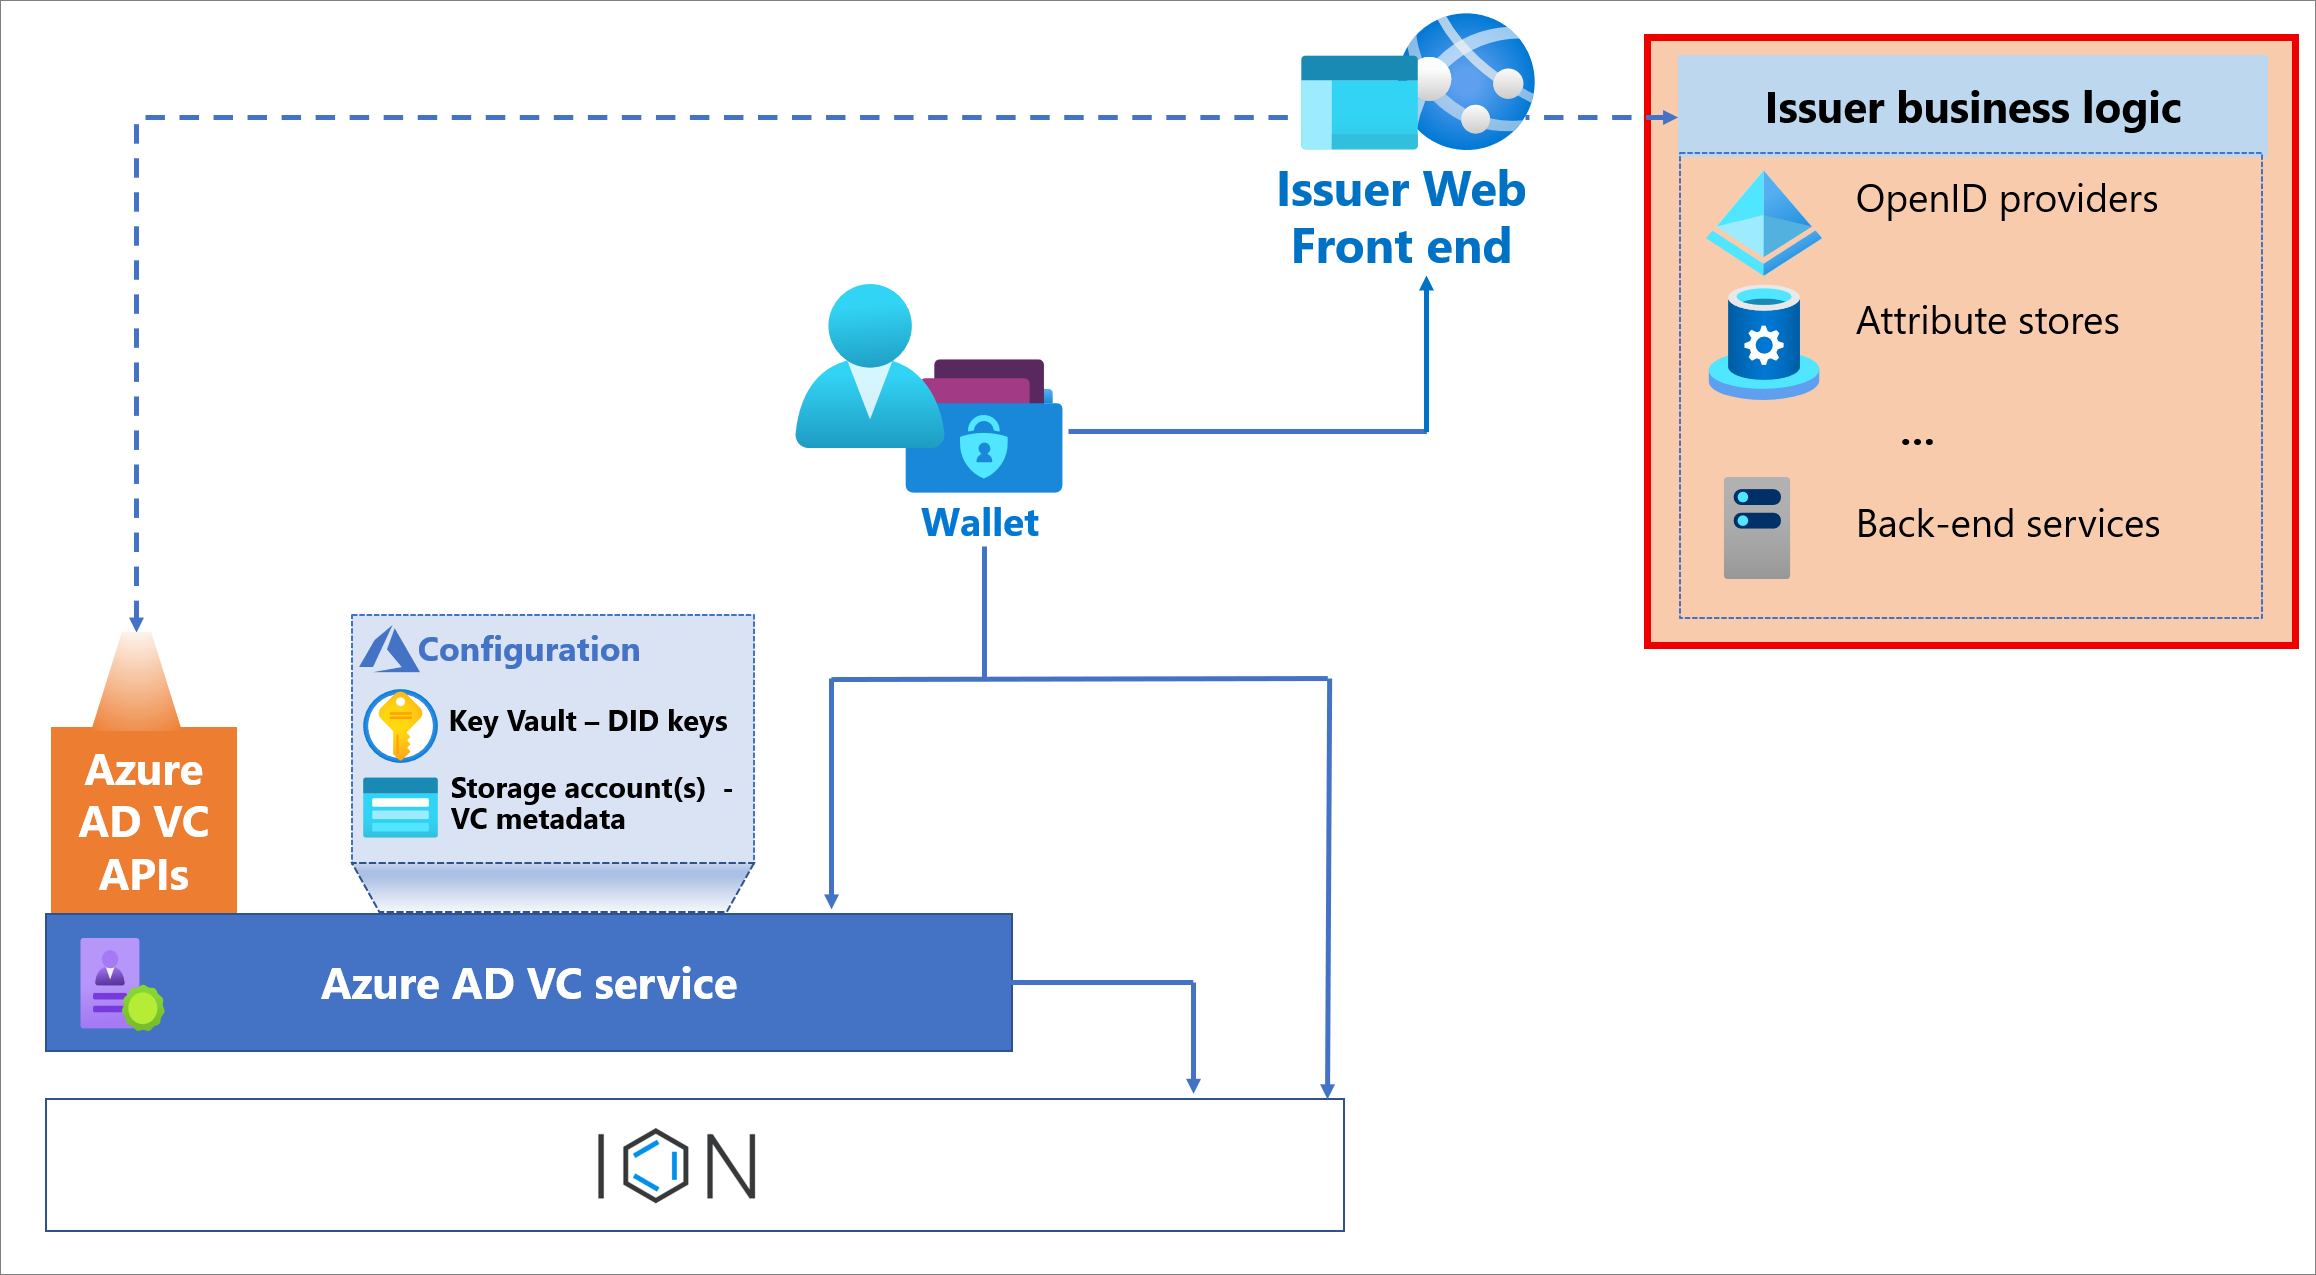 Issuer Web
Front end
Issuer business logic
OpenID providers
Attribute stores
...
Back-end services
Wallet
Configuration
Key Vault – DID keys
Storage account(s) -
VC metadata
Azure
AD VC
APIs
Azure AD VC service
ION